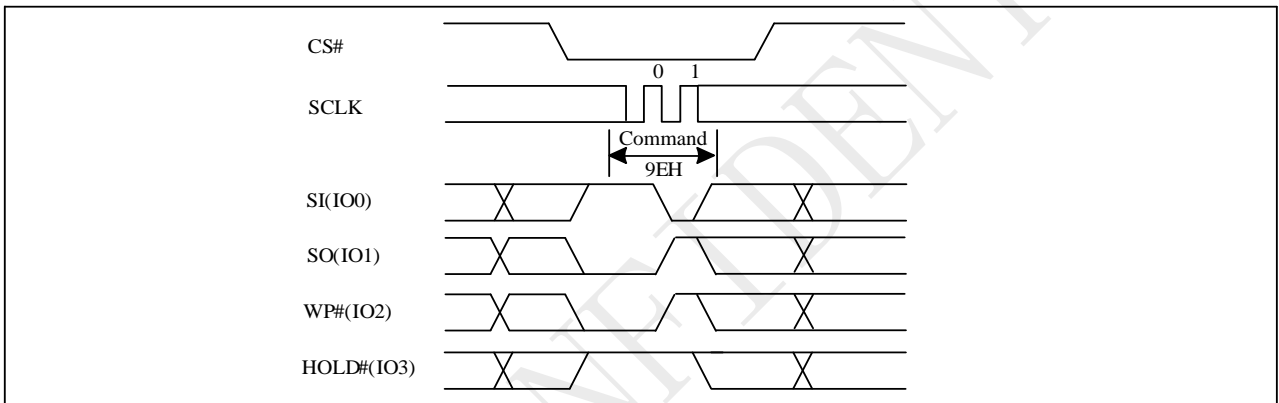 CS#
0 1
SCLK
Command
9EH
SI(IO0)
SO(IO1)
WP#(IO2)
HOLD#(IO3)